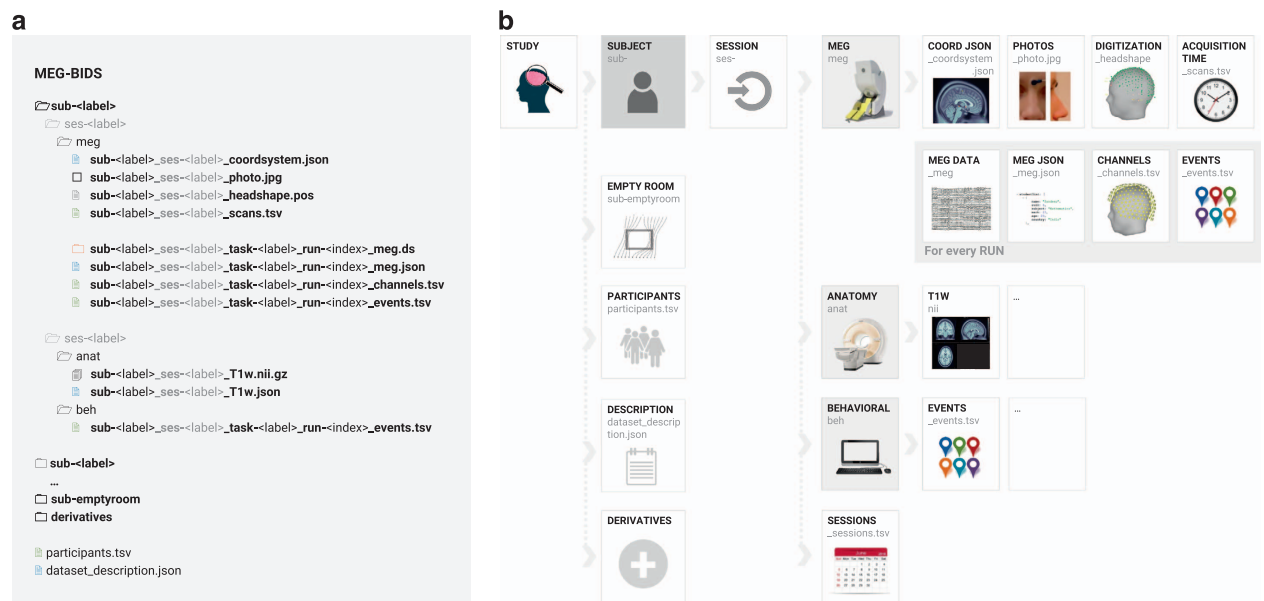 a
MEG-BIDS
sub-<label>
ses-<label>
meg
sub-<label>_ses-<label>_coordsystem.json
sub-<label>_ses-<label>_photo.jpg
sub-<label>_ses-<label>_headshape.pos
sub-<label>_ses-<label>_scans.tsv
sub-<label>_ses-<label>_task-<label>_run-<index>_meg.ds
sub-<label>_ses-<label>_task-<label>_run-<index>_meg.json
sub-<label>_ses-<label>_task-<label>_run-<index>_channels.tsv
sub-<label>_ses-<label>_task-<label>_run-<index>_events.tsv
ses-<label>
anat
sub-<label>_ses-<label>_T1w.nii.gz
sub-<label>_ses-<label>_T1w.json
beh
sub-<label>_ses-<label>_task-<label>_run-<index>_events.tsv
sub-<label>
...
sub-emptyroom
derivatives
participants.tsv
dataset_description.json
b
STUDY
SUBJECT
sub-
SESSION
ses-
MEG
meg
COORD JSON
_coordsystem
.json
PHOTOS
_photo.jpg
DIGITIZATION
_headshape
ACQUISITION
TIME
_scans.tsv
EMPTY ROOM
sub-emptyroom
MEG DATA
_meg
MEG JSON
_meg.json
CHANNELS
_channels.tsv
EVENTS
_events.tsv
For every RUN
PARTICIPANTS
participants.tsv
ANATOMY
anat
T1W
nii
...
DESCRIPTION
dataset_descrip
tion.json
BEHAVIORAL
beh
EVENTS
_events.tsv
...
DERIVATIVES
SESSIONS
_sessions.tsv